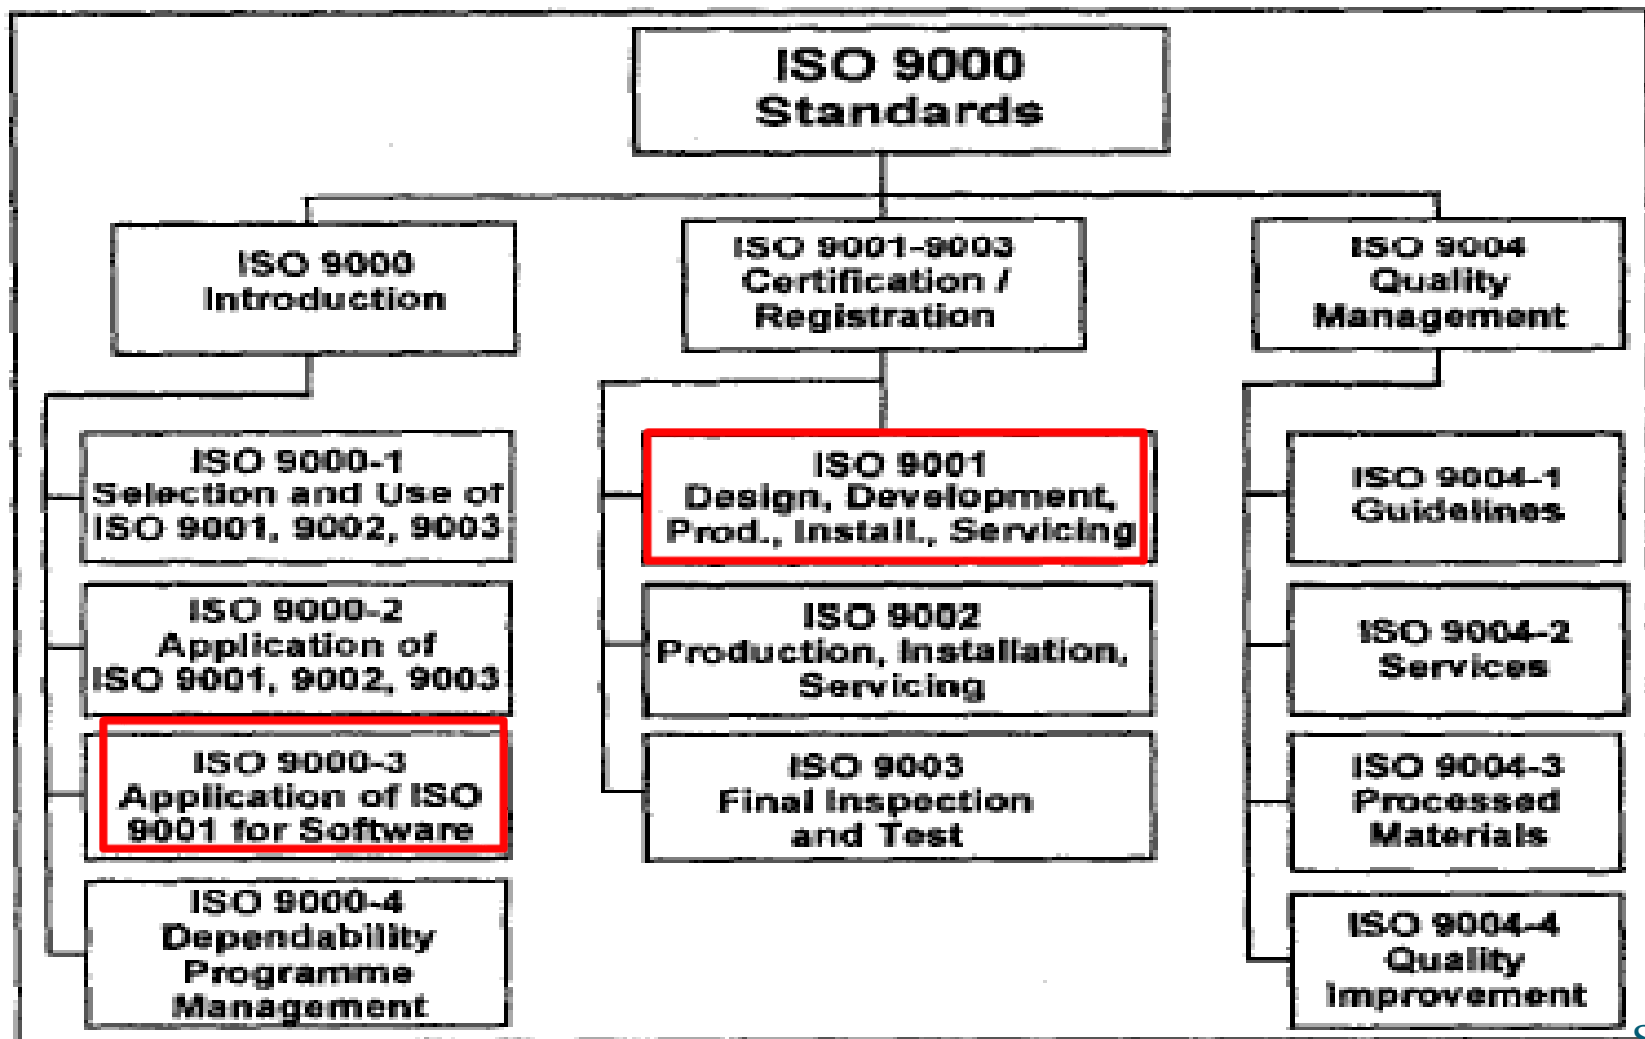 ISO 9000
Standards
ISO 9000
Introduction
ISO 9001-9003
Certification /
Registration
ISO 9004
Quality
Management
ISO 9000-1
Selection and Use of
ISO 9001, 9002, 9003
ISO 9000-2
Application of
ISO 9001, 9002, 9003
ISO 9000-3
Application of ISO
9001 for Software
ISO 9000-4
Dependability
Programme
Management
ISO 9001
Design, Development,
Prod., Install., Servicing
ISO 9002
Production, Installation,
Servicing
ISO 9003
Final Inspection
and Test
ISO 9004-1
Guidelines
ISO 9004-2
Services
ISO 9004-3
Processed
Materials
ISO 9004-4
Quality
Improvement